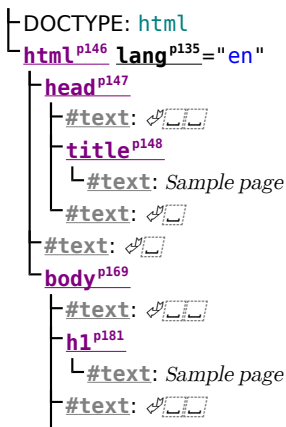 DOCTYPE: html
html p146 lang p135="en"
head p147
#text: ⏎␣␣
title p148
#text: Sample page
#text: ⏎␣
#text: ⏎␣
body p169
#text: ⏎␣␣
h1 p181
#text: Sample page
#text: ⏎␣␣